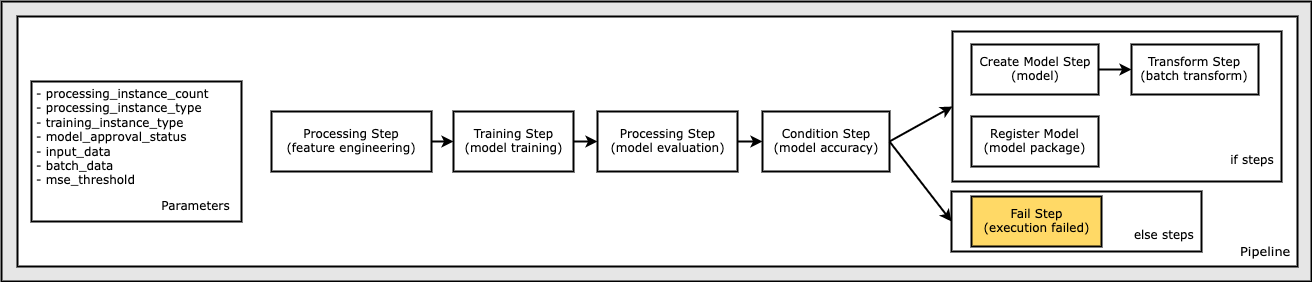 - processing_instance_count
- processing_instance_type
- training_instance_type
- model_approval_status
- input_data
- batch_data
- mse_threshold
Parameters
Processing Step
(feature engineering)
Training Step
(model training)
Processing Step
(model evaluation)
Condition Step
(model accuracy)
Create Model Step
(model)
Transform Step
(batch transform)
Register Model
(model package)
if steps
Fail Step
(execution failed)
else steps
Pipeline